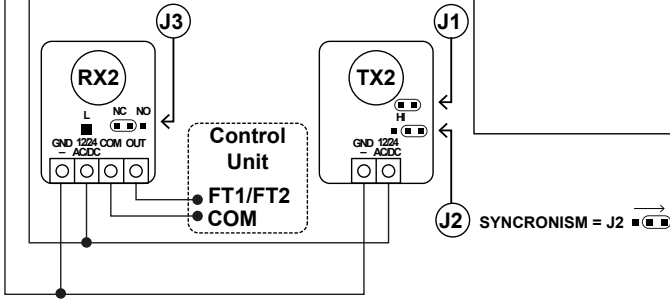 J3
J1
RX2
TX2
L
NC NO
HI
GND 12/24 COM OUT
– AC/DC
GND 12/24
– AC/DC
Control
Unit
FT1/FT2
COM
J2
SYNCRONISM = J2